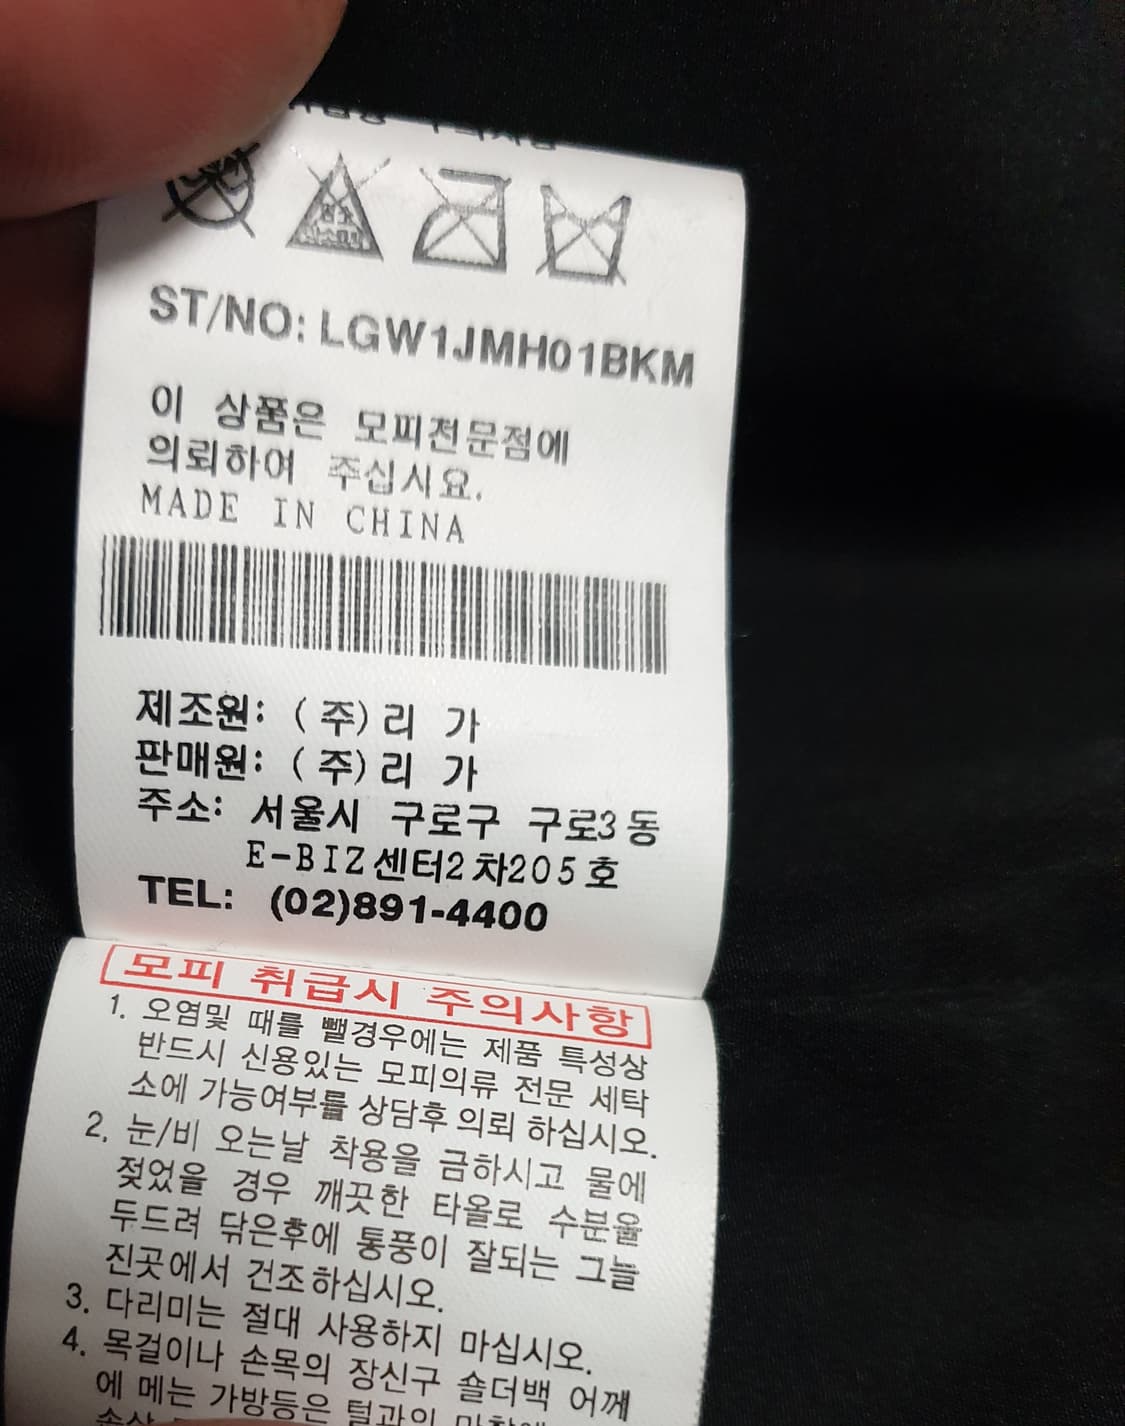 ST/NO: LGW1JMH01BKM
이 상품은 모피전문점에
의뢰하여 주십시요.
MADE IN CHINA
제조원: (주)리 가
판매원: (주)리 가
주소: 서울시 구로구 구로3동
E-BIZ센터2차205호
TEL: (02)891-4400
모피 취급시 주의사항
1. 오염및 때를 뺄경우에는 제품 특성상
반드시 신용있는 모피의류 전문 세탁
소에 가능여부를 상담후 의뢰 하십시오.
2. 눈/비 오는날 착용을 금하시고 물에
젖었을 경우 깨끗한 타올로 수분을
두드려 닦은후에 통풍이 잘되는 그늘
진곳에서 건조하십시오.
3. 다리미는 절대 사용하지 마십시오.
4. 목걸이나 손목의 장신구 숄더백 어깨
에 메는 가방등은 털과의